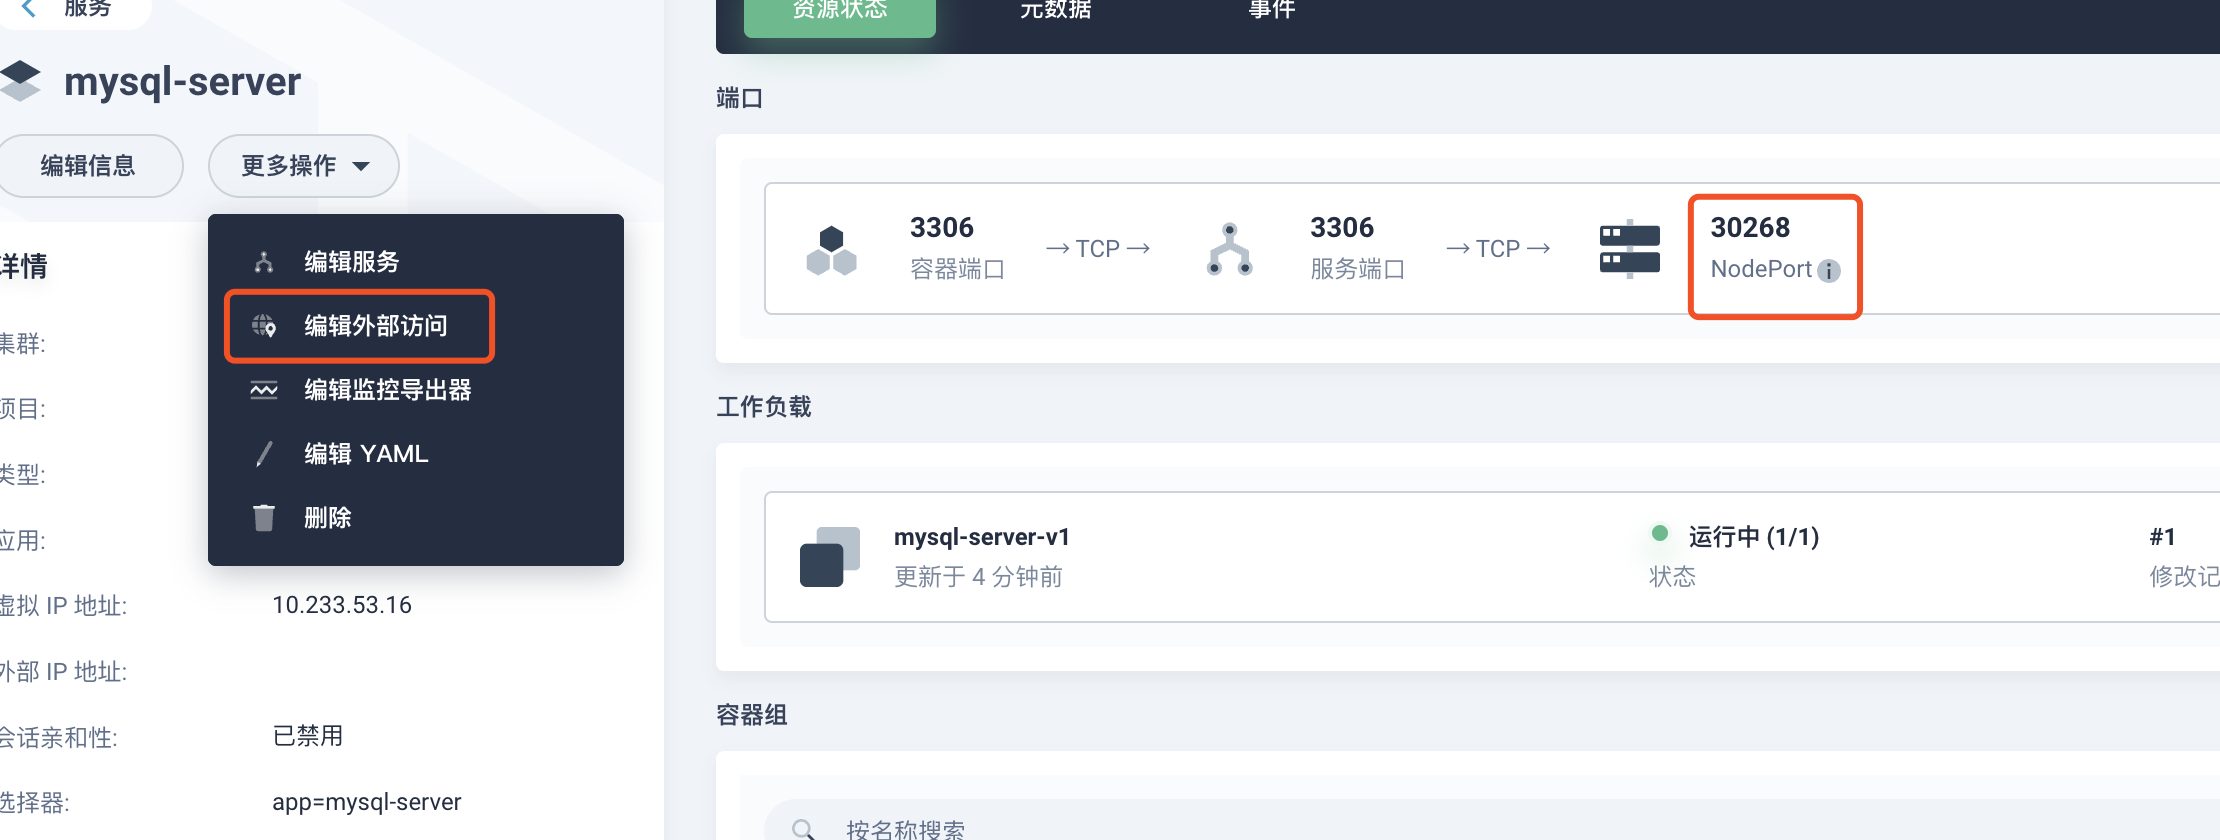 服务
mysql-server
编辑信息
更多操作
编辑服务
编辑外部访问
编辑监控导出器
编辑 YAML
删除
详情
集群:
项目:
类型:
应用:
虚拟 IP 地址:
10.233.53.16
外部 IP 地址:
会话亲和性:
已禁用
选择器:
app=mysql-server
资源状态
元数据
事件
端口
3306
容器端口
→ TCP →
3306
服务端口
→ TCP →
30268
NodePort
工作负载
mysql-server-v1
更新于 4 分钟前
运行中 (1/1)
状态
#1
修改记
容器组
按名称搜索